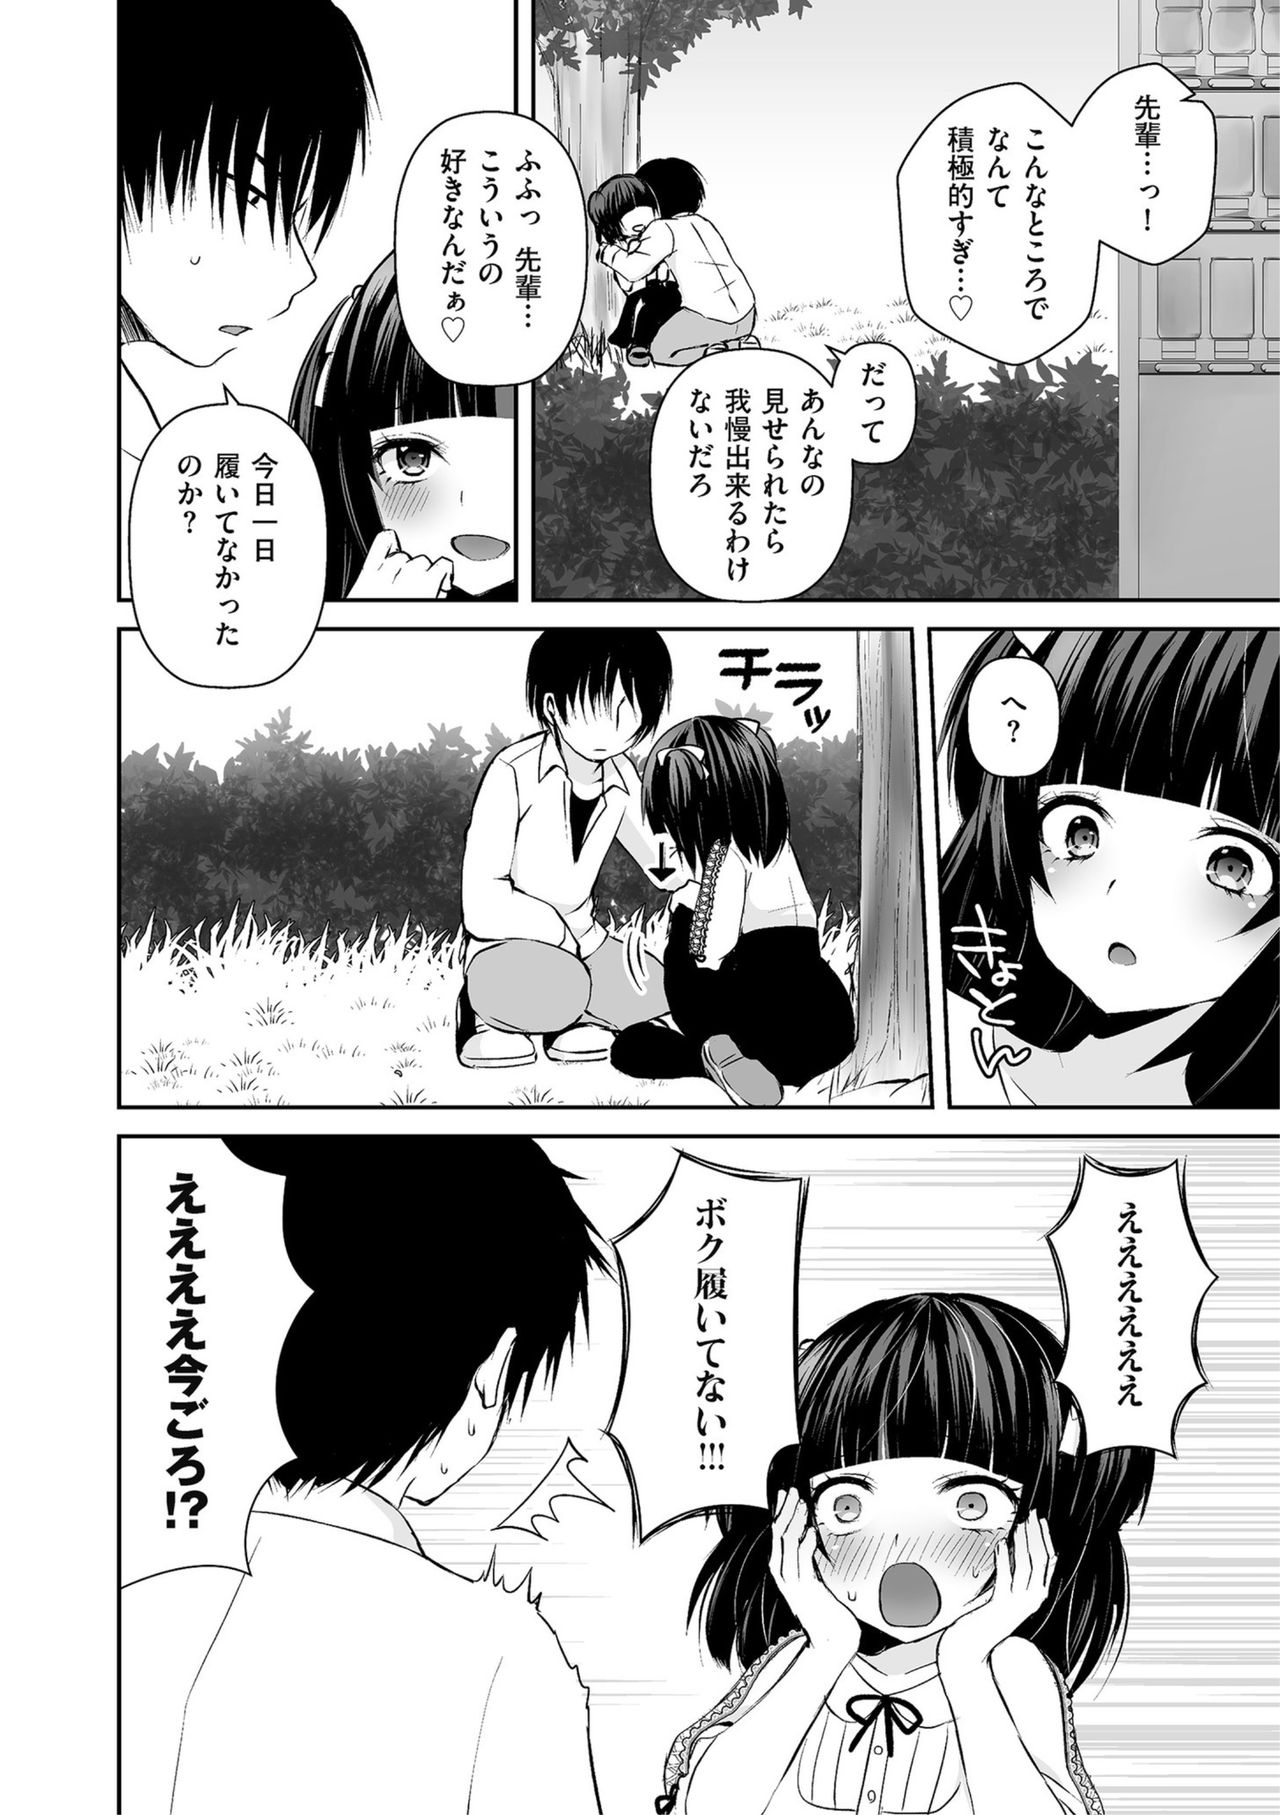 先輩…っ！
こんなところで
なんて
積極的すぎ…♡
だって
あんなの
見せられたら
我慢出来るわけ
ないだろ
ふふっ 先輩…
こういうの
好きなんだぁ♡
今日一日
履いてなかった
のか？
へ？
きょとん
チラッ
えええええええ
ボク履いてない!!!
ええええ今ごろ!?